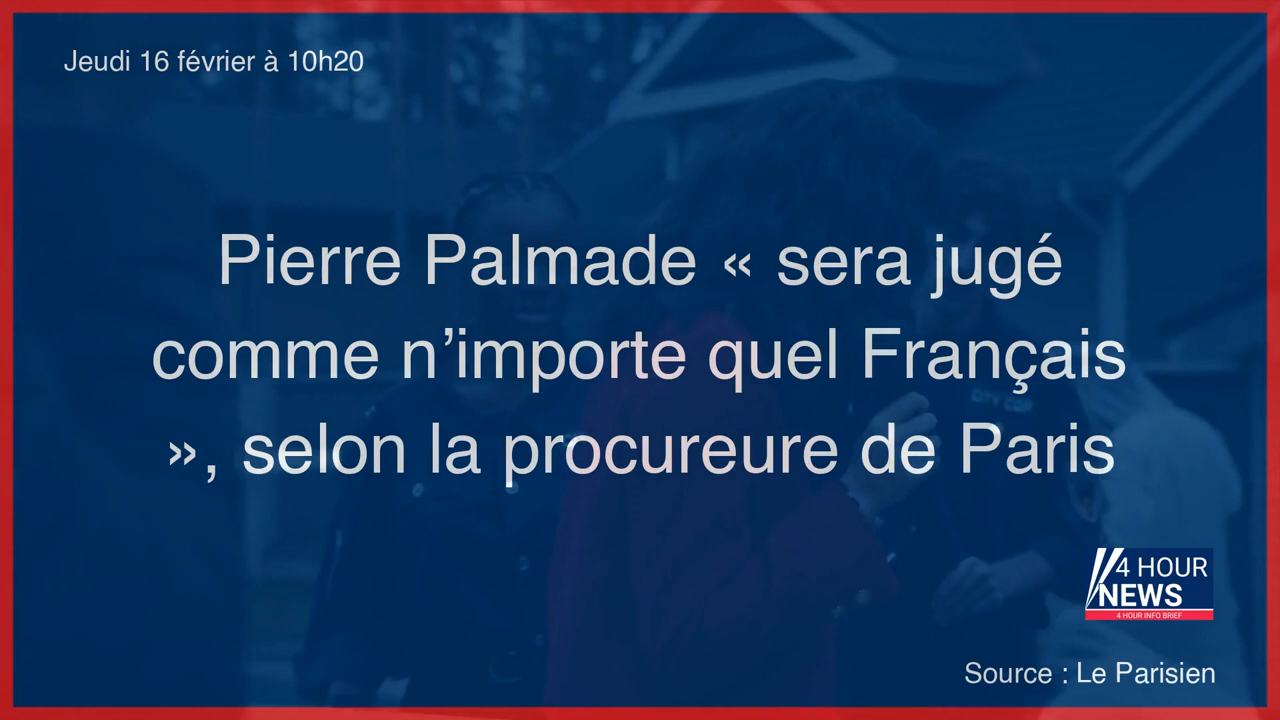 Jeudi 16 février à 10h20
Pierre Palmade « sera jugé
comme n’importe quel Français
», selon la procureure de Paris
4 HOUR
NEWS
4 HOUR INFO BRIEF
Source : Le Parisien